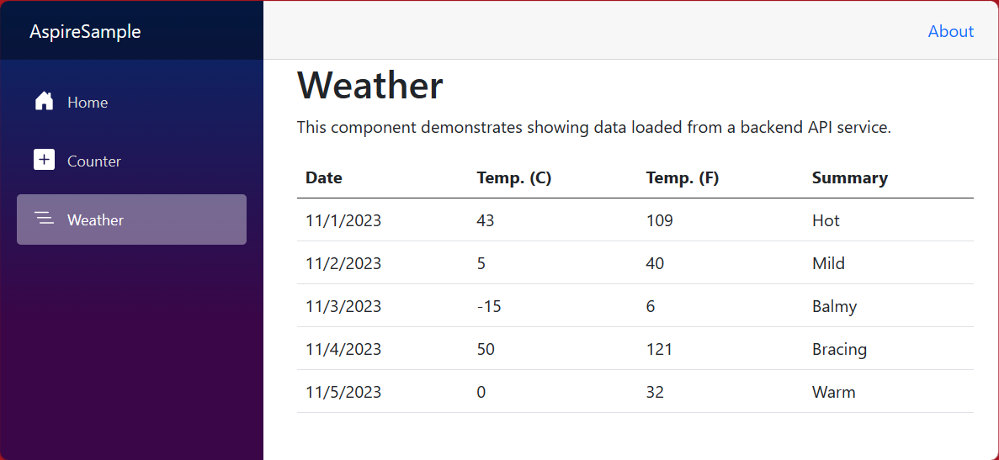 AspireSample
About
Home
Counter
Weather
Weather
This component demonstrates showing data loaded from a backend API service.
Date Temp. (C) Temp. (F) Summary
11/1/2023 43 109 Hot
11/2/2023 5 40 Mild
11/3/2023 -15 6 Balmy
11/4/2023 50 121 Bracing
11/5/2023 0 32 Warm